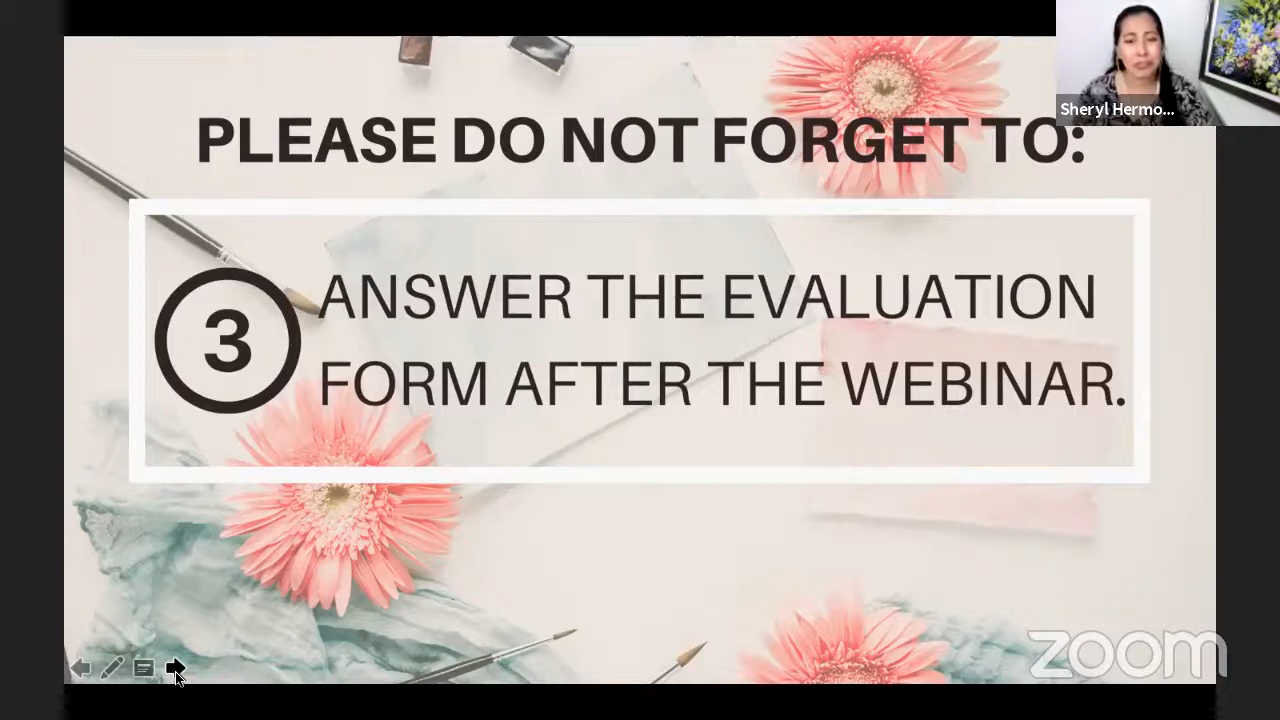 Sheryl Hermo...
PLEASE DO NOT FORGET TO:
3
ANSWER THE EVALUATION
FORM AFTER THE WEBINAR.
zoom